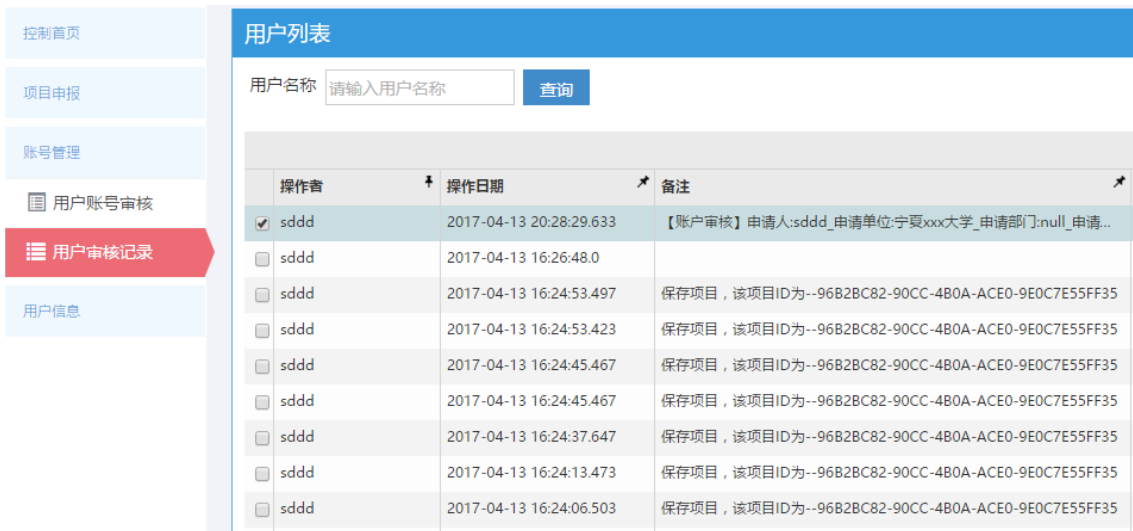 控制首页
项目申报
账号管理
用户账号审核
用户审核记录
用户信息
用户列表
用户名称 请输入用户名称 查询
操作者 操作日期 备注
sddd 2017-04-13 20:28:29.633 【账户审核】申请人:sddd_申请单位:宁夏xxx大学_申请部门:null_申请...
sddd 2017-04-13 16:26:48.0
sddd 2017-04-13 16:24:53.497 保存项目，该项目ID为--96B2BC82-90CC-4B0A-ACE0-9E0C7E55FF35
sddd 2017-04-13 16:24:53.423 保存项目，该项目ID为--96B2BC82-90CC-4B0A-ACE0-9E0C7E55FF35
sddd 2017-04-13 16:24:45.467 保存项目，该项目ID为--96B2BC82-90CC-4B0A-ACE0-9E0C7E55FF35
sddd 2017-04-13 16:24:45.467 保存项目，该项目ID为--96B2BC82-90CC-4B0A-ACE0-9E0C7E55FF35
sddd 2017-04-13 16:24:37.647 保存项目，该项目ID为--96B2BC82-90CC-4B0A-ACE0-9E0C7E55FF35
sddd 2017-04-13 16:24:13.473 保存项目，该项目ID为--96B2BC82-90CC-4B0A-ACE0-9E0C7E55FF35
sddd 2017-04-13 16:24:06.503 保存项目，该项目ID为--96B2BC82-90CC-4B0A-ACE0-9E0C7E55FF35